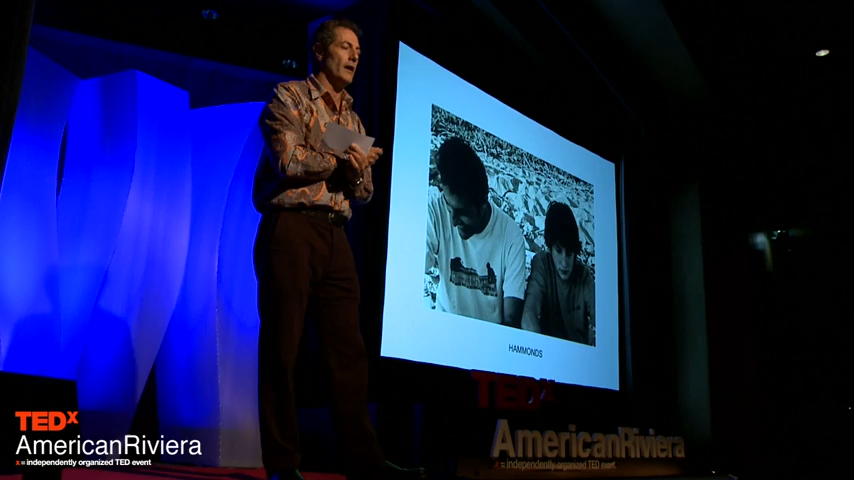 HAMMONDS
TEDx
AmericanRiviera
x = independently organized TED event
TEDx
AmericanRiviera
x = independently organized TED event